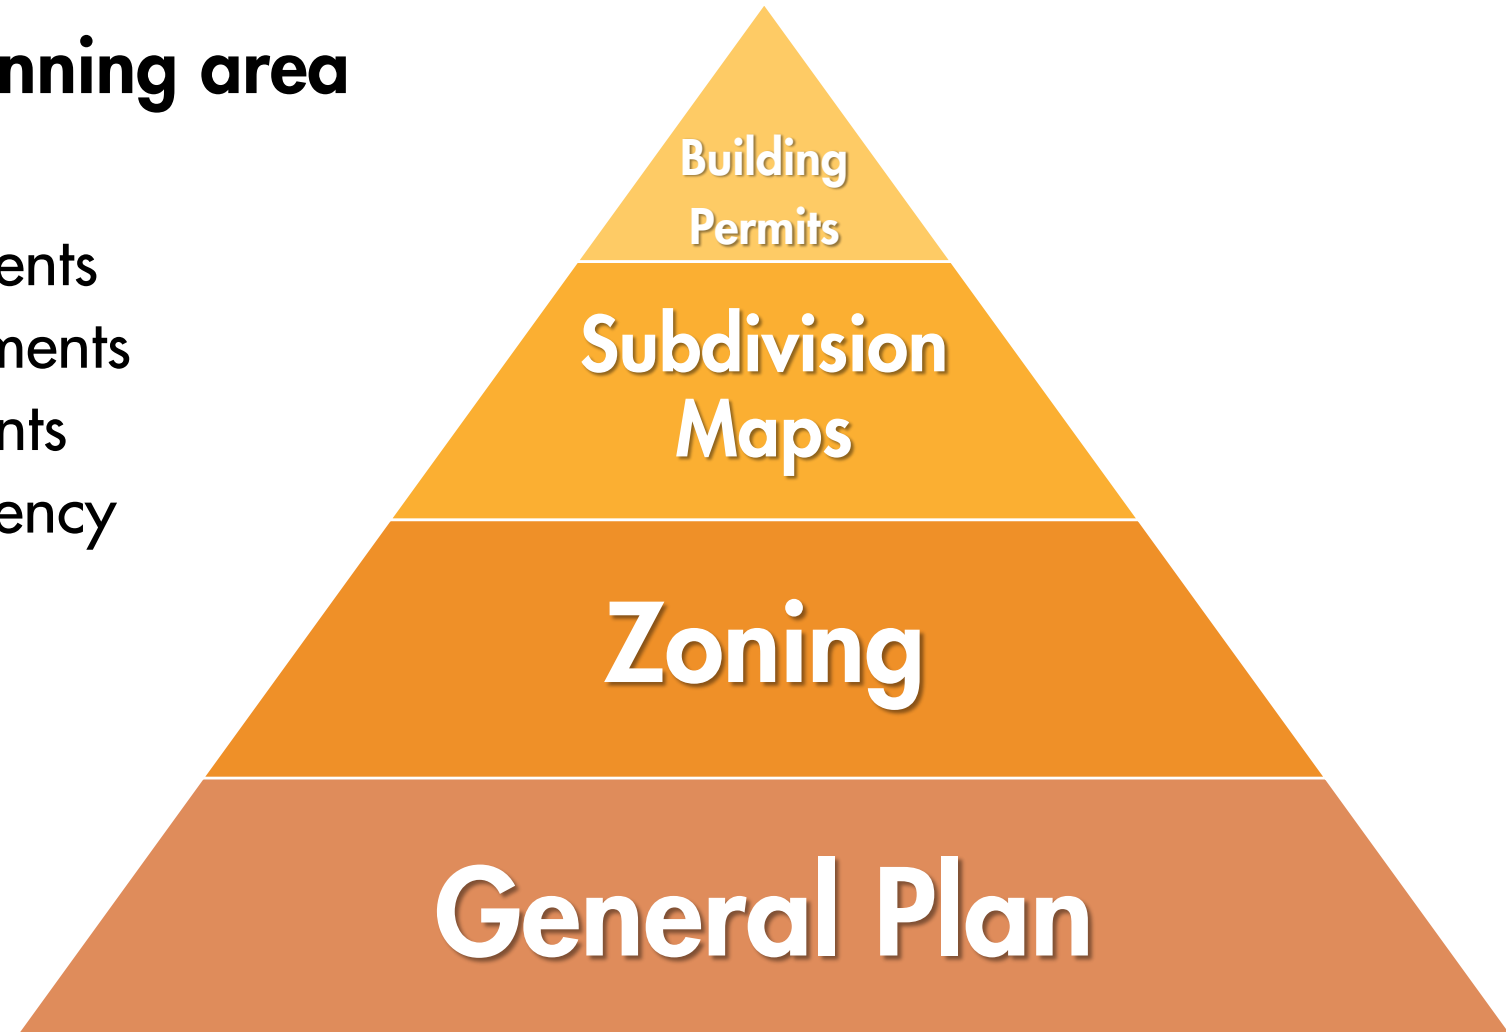 nning area
ents
ments
nts
ency
Building
Permits
Subdivision
Maps
Zoning
General Plan